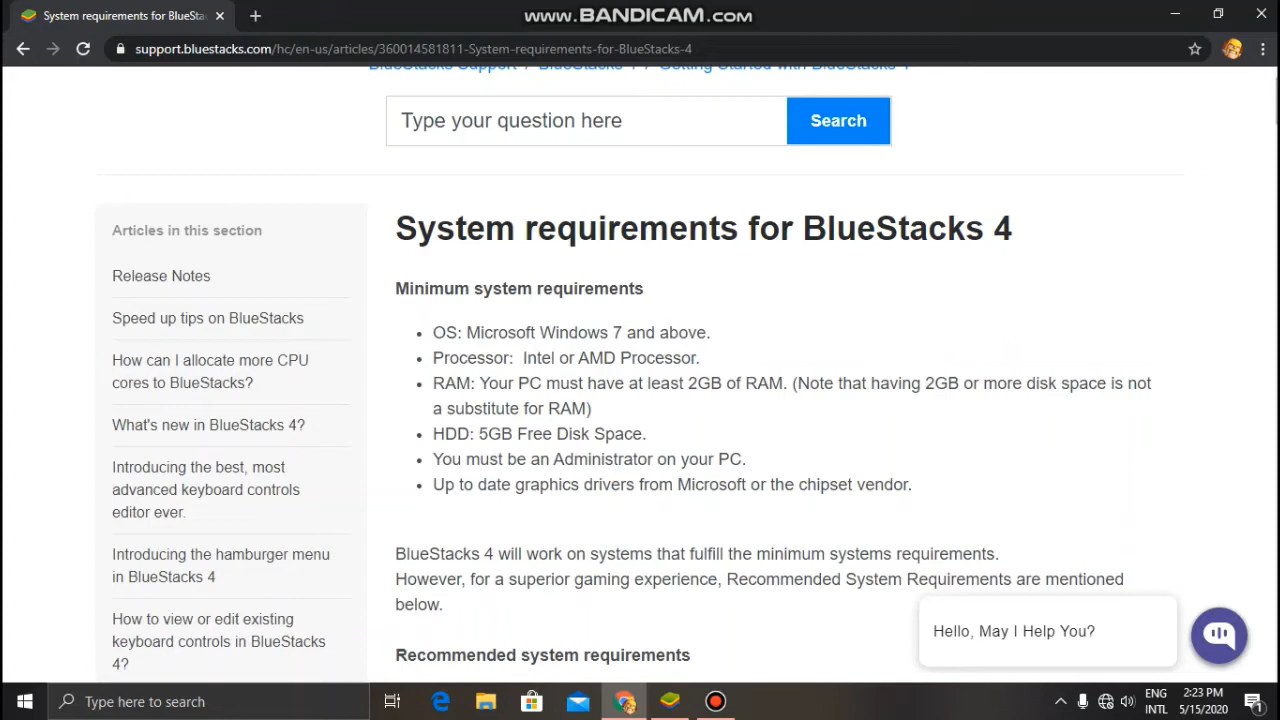 System requirements for BlueSta
www.BANDICAM.com
support.bluestacks.com/hc/en-us/articles/360014581811-System-requirements-for-BlueStacks-4
Type your question here
Search
Articles in this section
Release Notes
Speed up tips on BlueStacks
How can I allocate more CPU
cores to BlueStacks?
What's new in BlueStacks 4?
Introducing the best, most
advanced keyboard controls
editor ever.
Introducing the hamburger menu
in BlueStacks 4
How to view or edit existing
keyboard controls in BlueStacks
4?
System requirements for BlueStacks 4
Minimum system requirements
• OS: Microsoft Windows 7 and above.
• Processor:  Intel or AMD Processor.
• RAM: Your PC must have at least 2GB of RAM. (Note that having 2GB or more disk space is not
a substitute for RAM)
• HDD: 5GB Free Disk Space.
• You must be an Administrator on your PC.
• Up to date graphics drivers from Microsoft or the chipset vendor.
BlueStacks 4 will work on systems that fulfill the minimum systems requirements.
However, for a superior gaming experience, Recommended System Requirements are mentioned
below.
Recommended system requirements
Hello, May I Help You?
Type here to search
ENG
INTL
2:23 PM
5/15/2020
1